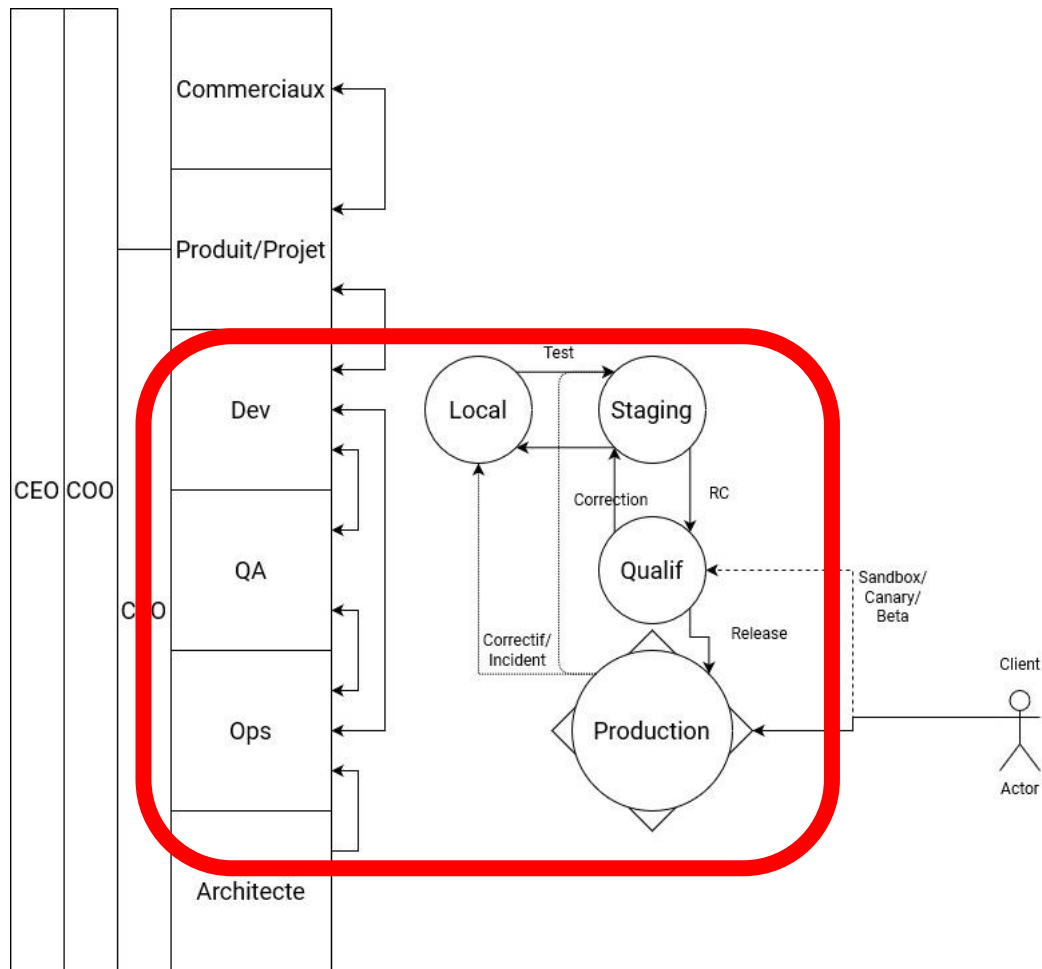 Commerciaux
Produit/Projet
Test
Dev
Local
Staging
CEO
COO
Correction
RC
QA
Qualif
Sandbox/
Canary/
Beta
Release
Correctif/
Incident
Client
Ops
Production
Actor
Architecte